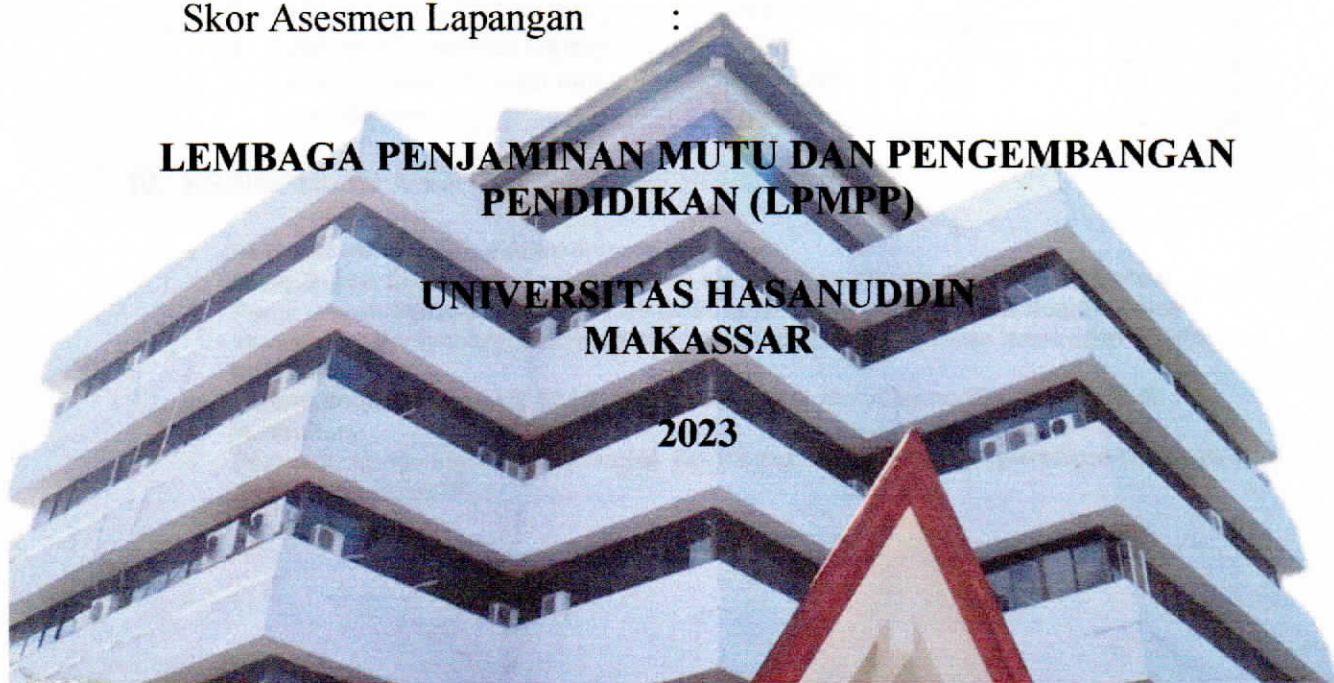 Skor Asesmen Lapangan :
LEMBAGA PENJAMINAN MUTU DAN PENGEMBANGAN
PENDIDIKAN (LPMPP)
UNIVERSITAS HASANUDDIN
MAKASSAR
2023